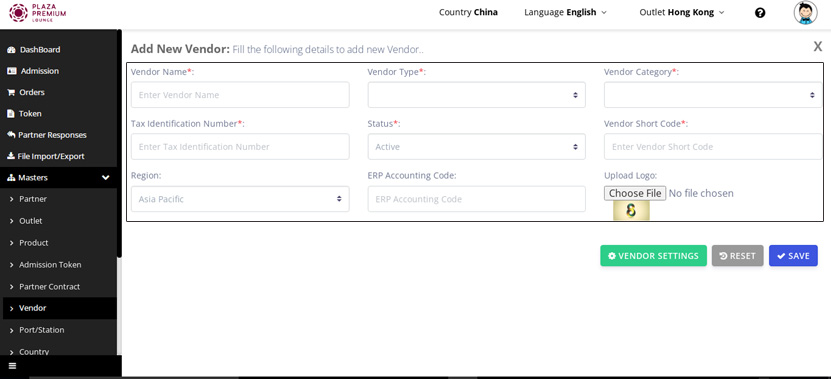 PLAZA
PREMIUM
LOUNGE
Country China
Language English
Outlet Hong Kong
DashBoard
Admission
Orders
Token
Partner Responses
File Import/Export
Masters
Partner
Outlet
Product
Admission Token
Partner Contract
Vendor
Port/Station
Country
Add New Vendor: Fill the following details to add new Vendor..
X
Vendor Name*:
Vendor Type*:
Vendor Category*:
Enter Vendor Name
Tax Identification Number*:
Status*:
Vendor Short Code*:
Enter Tax Identification Number
Active
Enter Vendor Short Code
Region:
ERP Accounting Code:
Upload Logo:
Asia Pacific
ERP Accounting Code
Choose File No file chosen
VENDOR SETTINGS
RESET
SAVE